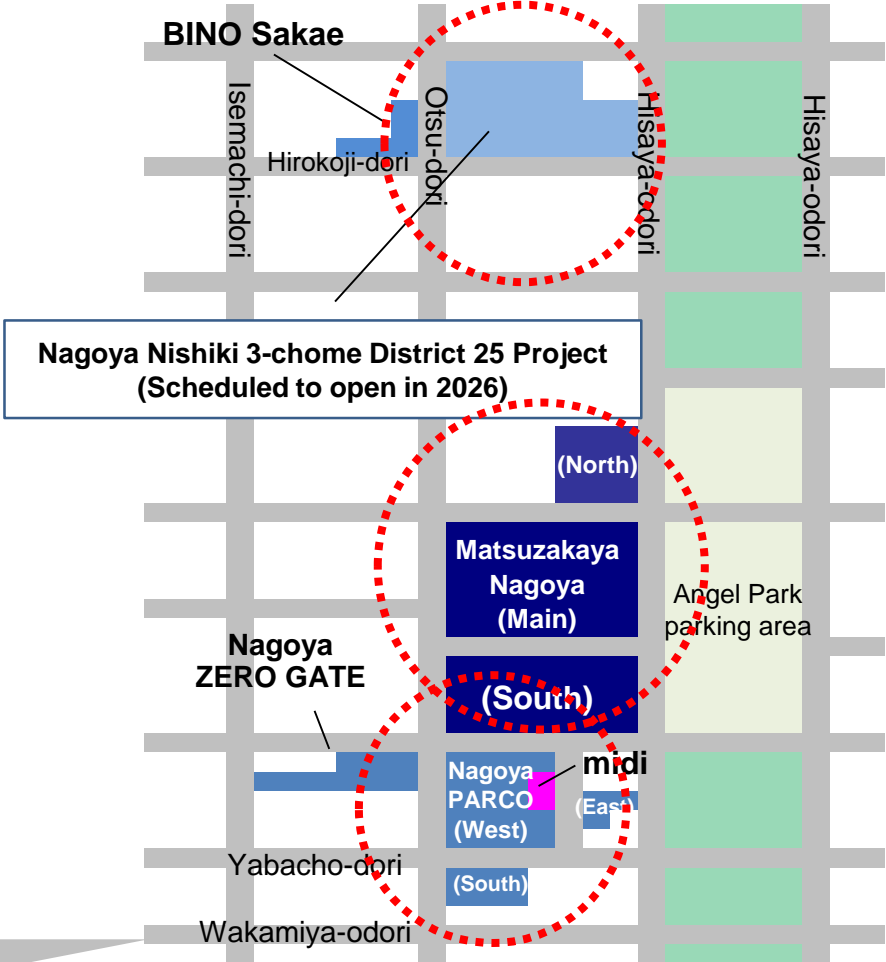 BINO Sakae
Isemachi-dori
Otsu-dori
Hisaya-odori
Hisaya-odori
Hirokoji-dori
Nagoya Nishiki 3-chome District 25 Project
(Scheduled to open in 2026)
(North)
Matsuzakaya
Nagoya
(Main)
Angel Park
parking area
Nagoya
ZERO GATE
(South)
Nagoya
PARCO
(West)
midi
(East)
Yabacho-dori
(South)
Wakamiya-odori